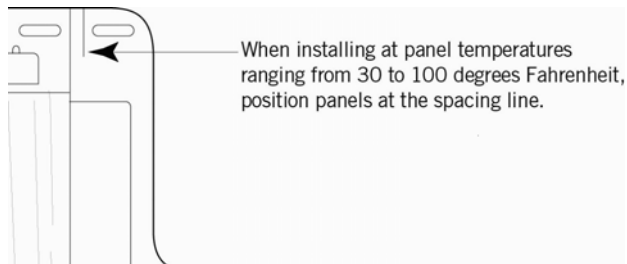 When installing at panel temperatures
ranging from 30 to 100 degrees Fahrenheit,
position panels at the spacing line.